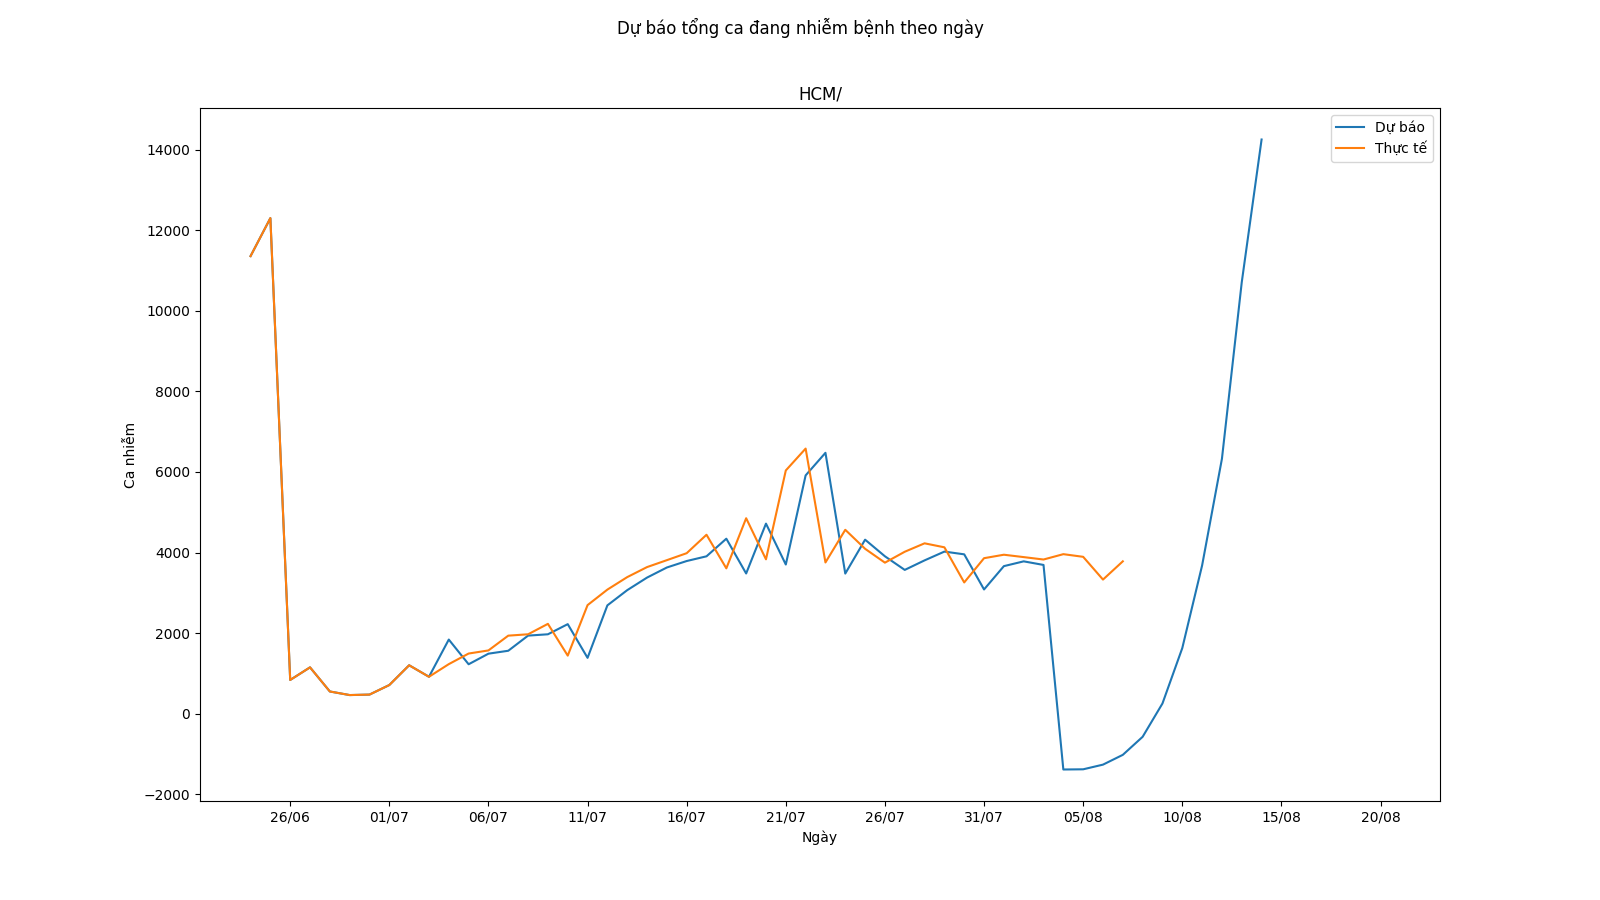 Dự báo tổng ca đang nhiễm bệnh theo ngày
HCM/
Dự báo
Thực tế
14000
12000
10000
8000
6000
4000
2000
0
−2000
Ca nhiễm
26/06 01/07 06/07 11/07 16/07 21/07 26/07 31/07 05/08 10/08 15/08 20/08
Ngày